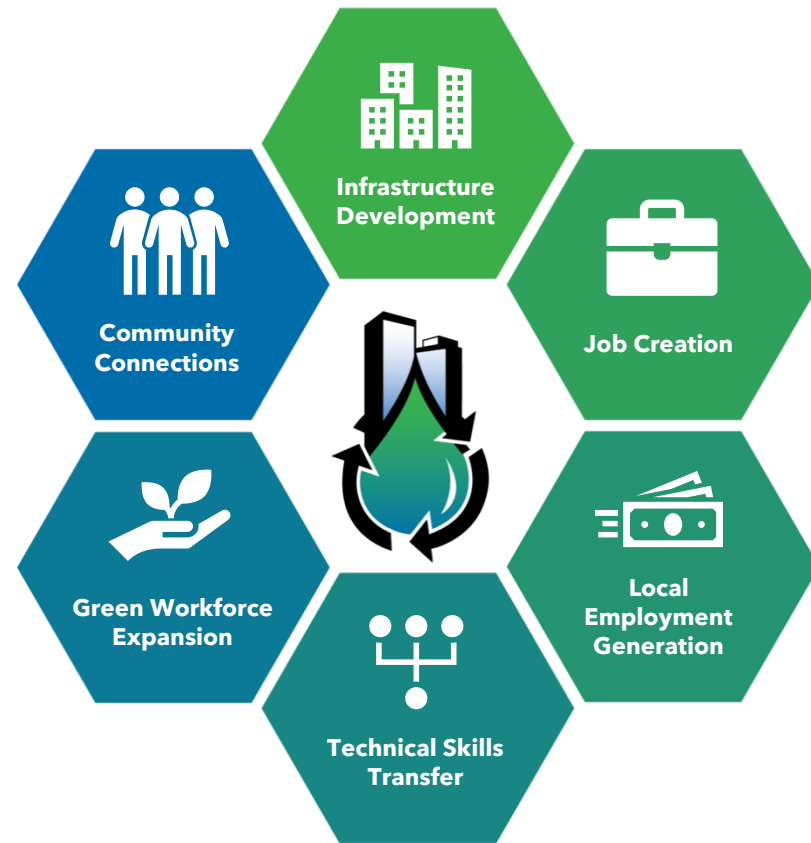 Infrastructure
Development
Job Creation
Local
Employment
Generation
Technical Skills
Transfer
Green Workforce
Expansion
Community
Connections